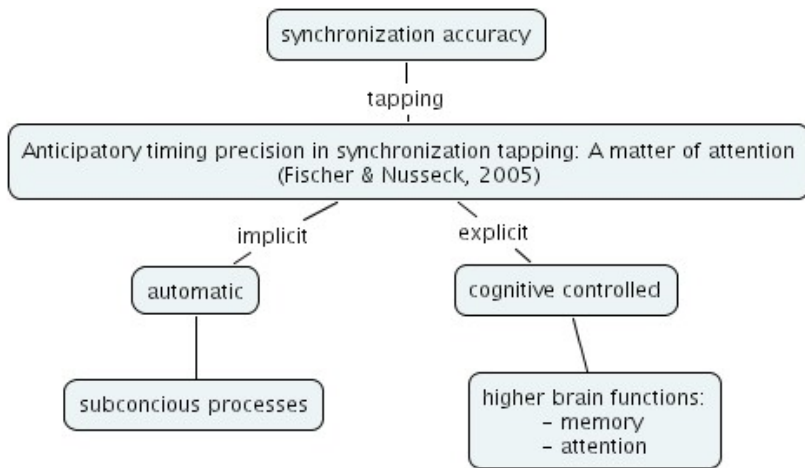 synchronization accuracy
tapping
Anticipatory timing precision in synchronization tapping: A matter of attention
(Fischer & Nusseck, 2005)
implicit
explicit
automatic
cognitive controlled
subconcious processes
higher brain functions:
– memory
– attention